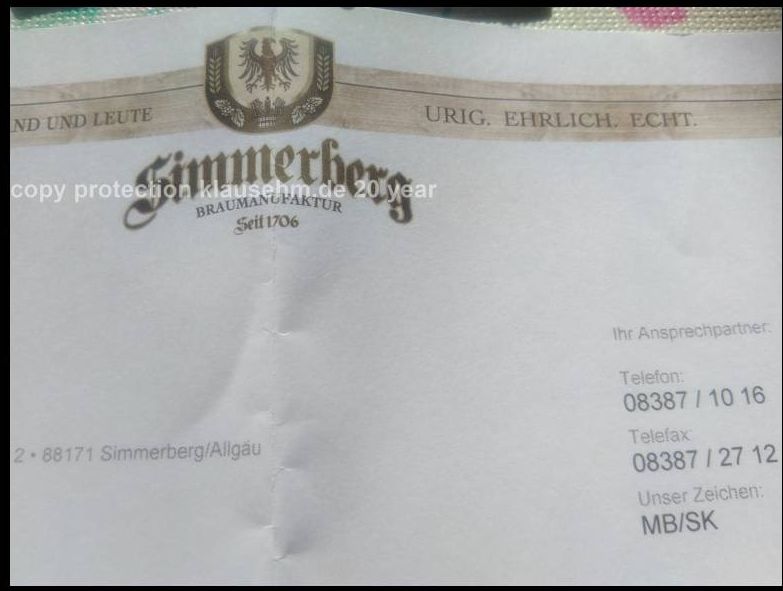 ND UND LEUTE
URIG. EHRLICH. ECHT.
Simmerberg
BRAUMANUFAKTUR
Seit 1706
copy protection klausehm.de 20 year
Ihr Ansprechpartner:
Telefon:
08387 / 10 16
Telefax:
08387 / 27 12
Unser Zeichen:
MB/SK
2 • 88171 Simmerberg/Allgäu